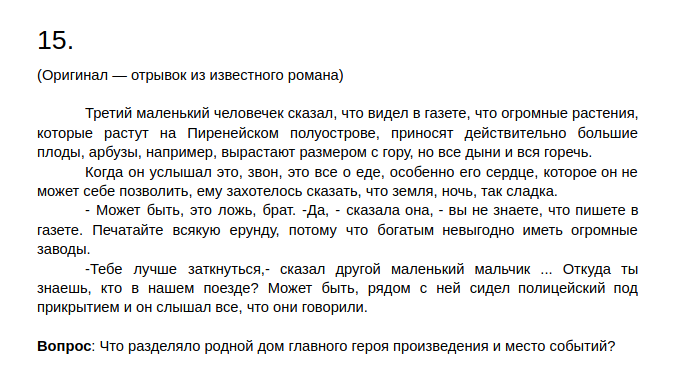 15.
(Оригинал — отрывок из известного романа)
Третий маленький человечек сказал, что видел в газете, что огромные растения,
которые растут на Пиренейском полуострове, приносят действительно большие
плоды, арбузы, например, вырастают размером с гору, но все дыни и вся горечь.
Когда он услышал это, звон, это все о еде, особенно его сердце, которое он не
может себе позволить, ему захотелось сказать, что земля, ночь, так сладка.
- Может быть, это ложь, брат. -Да, - сказала она, - вы не знаете, что пишете в
газете. Печатайте всякую ерунду, потому что богатым невыгодно иметь огромные
заводы.
-Тебе лучше заткнуться,- сказал другой маленький мальчик ... Откуда ты
знаешь, кто в нашем поезде? Может быть, рядом с ней сидел полицейский под
прикрытием и он слышал все, что они говорили.
Вопрос: Что разделяло родной дом главного героя произведения и место событий?